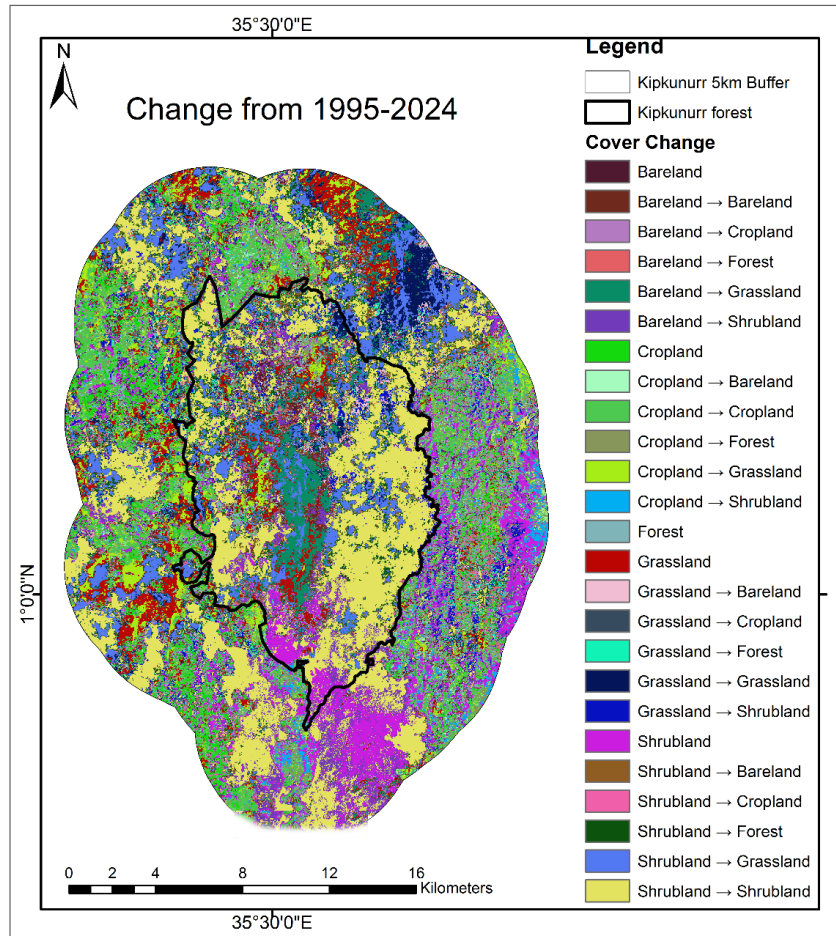 35°30'0"E
N
Change from 1995-2024
Legend
Kipkunurr 5km Buffer
Kipkunurr forest
Cover Change
Bareland
Bareland → Bareland
Bareland → Cropland
Bareland → Forest
Bareland → Grassland
Bareland → Shrubland
Cropland
Cropland → Bareland
Cropland → Cropland
Cropland → Forest
Cropland → Grassland
Cropland → Shrubland
Forest
Grassland
Grassland → Bareland
Grassland → Cropland
Grassland → Forest
Grassland → Grassland
Grassland → Shrubland
Shrubland
Shrubland → Bareland
Shrubland → Cropland
Shrubland → Forest
Shrubland → Grassland
Shrubland → Shrubland
1°0'0"N
0 2 4 8 12 16
Kilometers
35°30'0"E